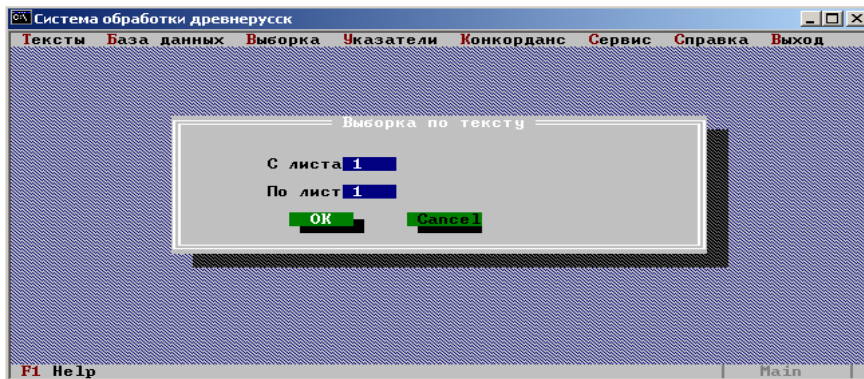 Система обработки древнерусск
Тексты База данных Выборка Указатели Конкорданс Сервис Справка Выход
Выборка по тексту
С листа 1
По лист 1
OK Cancel
F1 Help Main